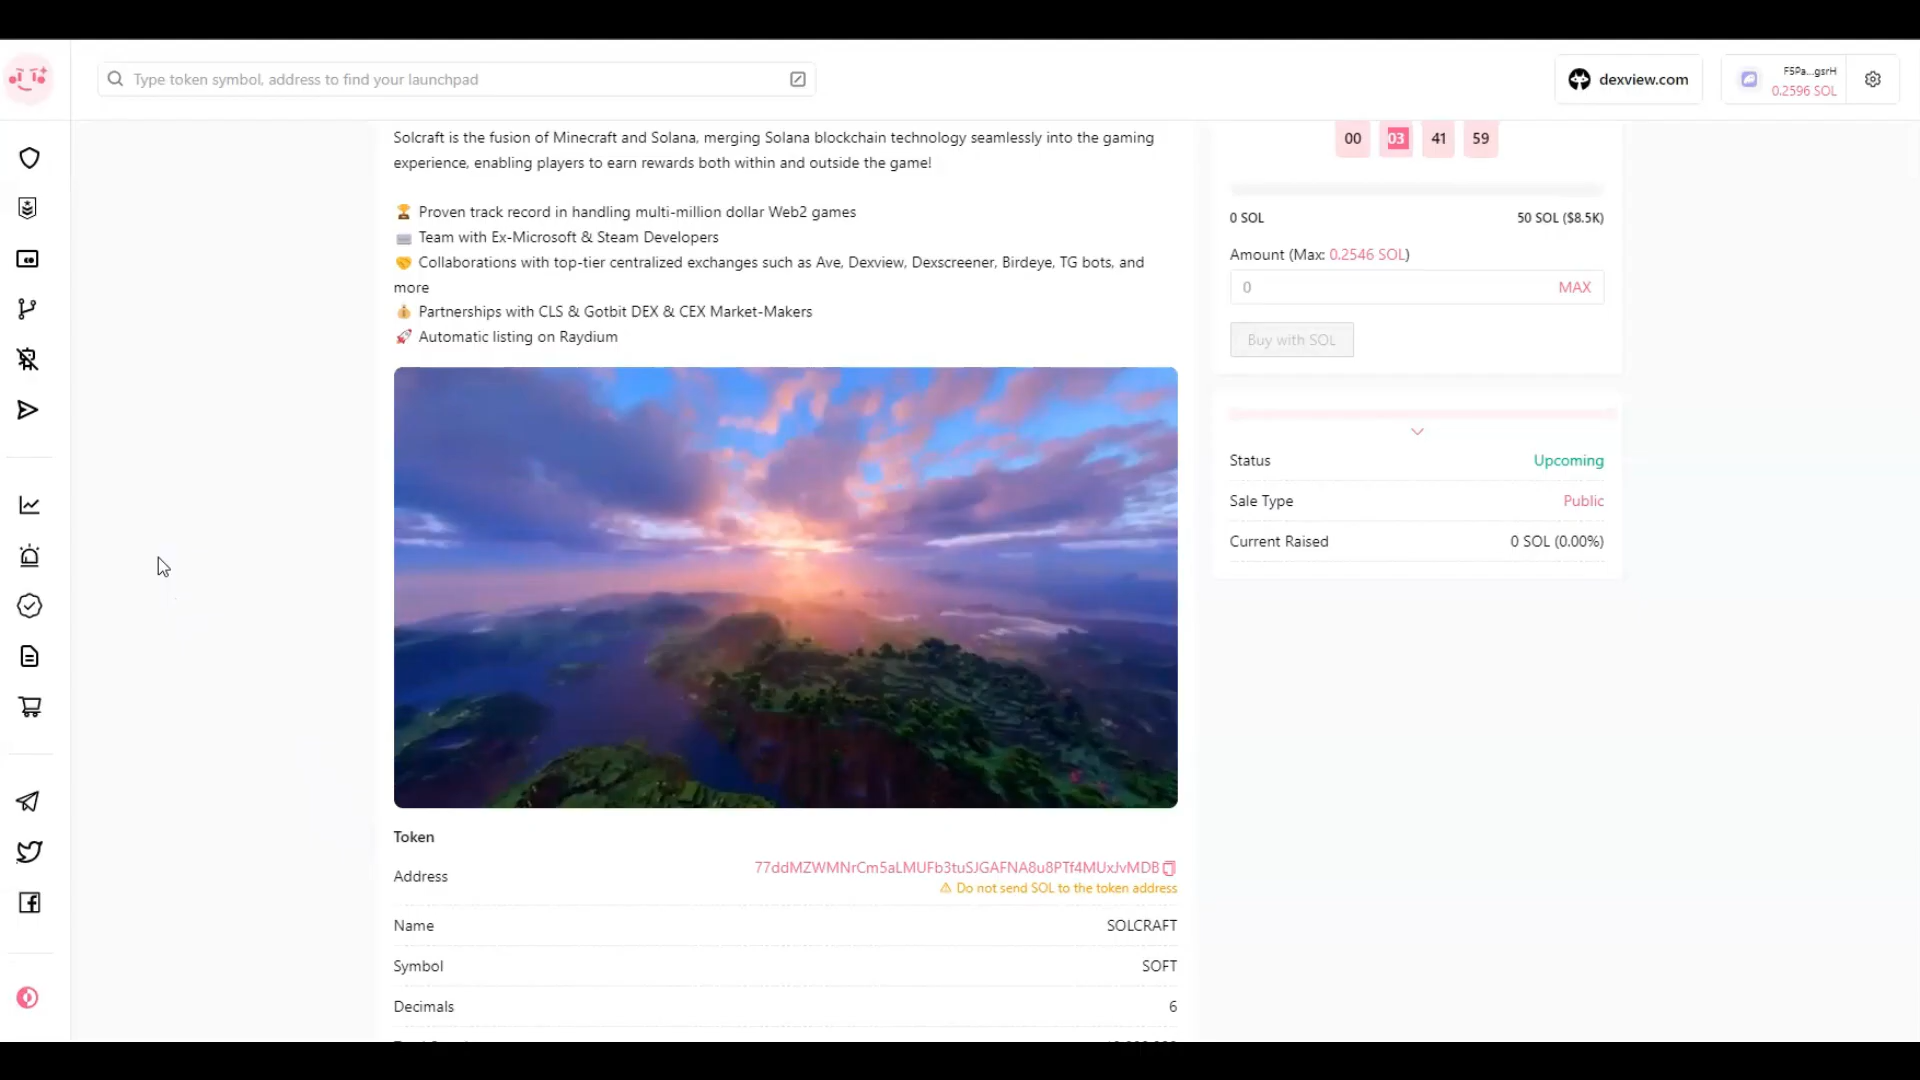 Type token symbol, address to find your launchpad
dexview.com
F5Pa...gsrH
0.2596 SOL
Solcraft is the fusion of Minecraft and Solana, merging Solana blockchain technology seamlessly into the gaming
experience, enabling players to earn rewards both within and outside the game!
🏆 Proven track record in handling multi-million dollar Web2 games
Team with Ex-Microsoft & Steam Developers
🤝 Collaborations with top-tier centralized exchanges such as Ave, Dexview, Dexscreener, Birdeye, TG bots, and
more
💰 Partnerships with CLS & Gotbit DEX & CEX Market-Makers
🚀 Automatic listing on Raydium
Token
Address
77ddMZWMNrCm5aLMUFb3tuSJGAFNA8u8PTf4MUxJvMDB
⚠ Do not send SOL to the token address
Name SOLCRAFT
Symbol SOFT
Decimals 6
00 03 41 59
0 SOL 50 SOL ($8.5K)
Amount (Max: 0.2546 SOL)
0 MAX
Buy with SOL
Status Upcoming
Sale Type Public
Current Raised 0 SOL (0.00%)